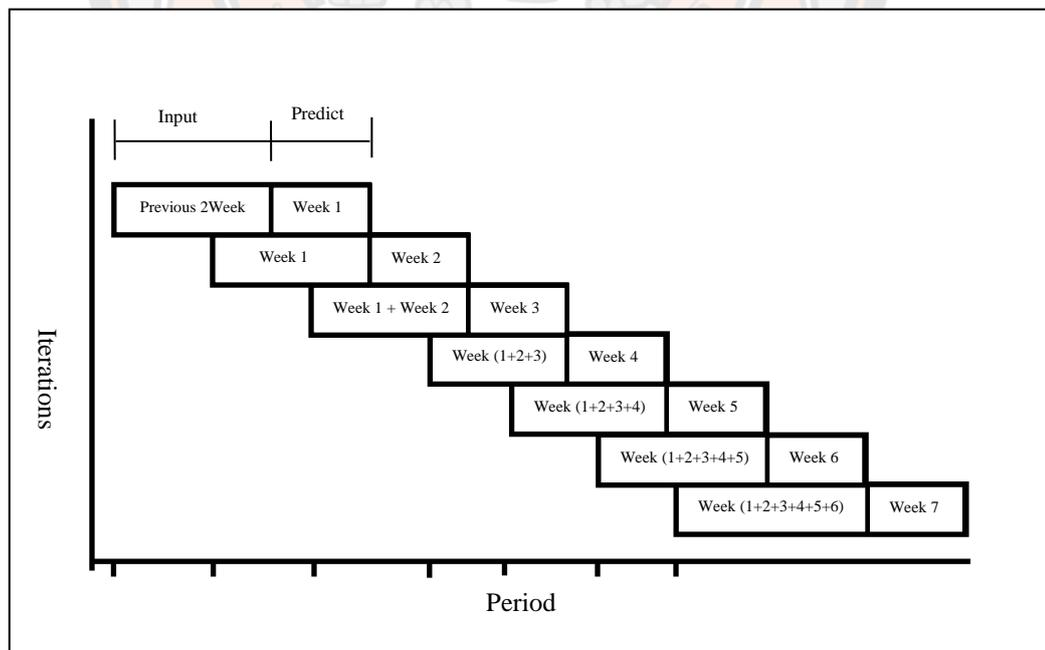 Input Predict
Previous 2Week Week 1
Week 1 Week 2
Week 1 + Week 2 Week 3
Week (1+2+3) Week 4
Week (1+2+3+4) Week 5
Week (1+2+3+4+5) Week 6
Week (1+2+3+4+5+6) Week 7
Iterations
Period